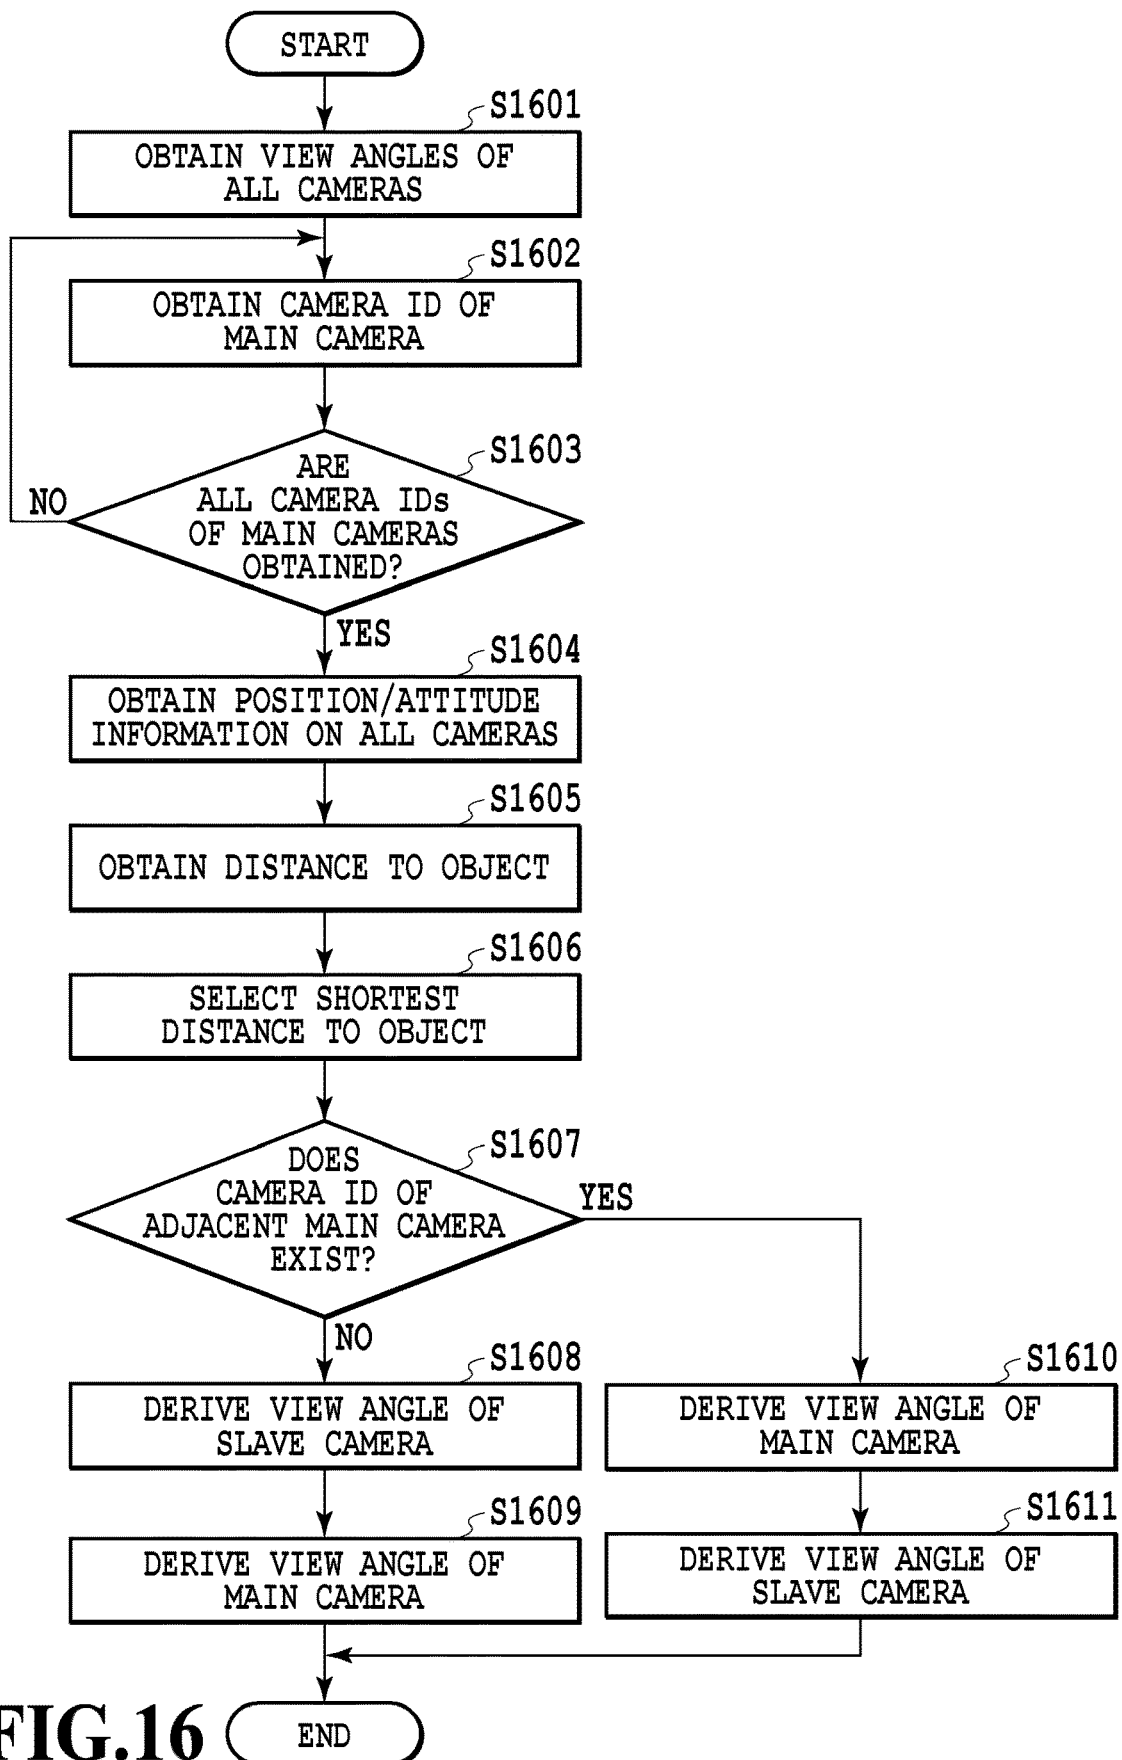 START
S1601
OBTAIN VIEW ANGLES OF
ALL CAMERAS
S1602
OBTAIN CAMERA ID OF
MAIN CAMERA
S1603
ARE
ALL CAMERA IDs
OF MAIN CAMERAS
OBTAINED?
NO
YES
S1604
OBTAIN POSITION/ATTITUDE
INFORMATION ON ALL CAMERAS
S1605
OBTAIN DISTANCE TO OBJECT
S1606
SELECT SHORTEST
DISTANCE TO OBJECT
S1607
DOES
CAMERA ID OF
ADJACENT MAIN CAMERA
EXIST?
YES
NO
S1608
DERIVE VIEW ANGLE OF
SLAVE CAMERA
S1609
DERIVE VIEW ANGLE OF
MAIN CAMERA
S1610
DERIVE VIEW ANGLE OF
MAIN CAMERA
S1611
DERIVE VIEW ANGLE OF
SLAVE CAMERA
END
FIG.16